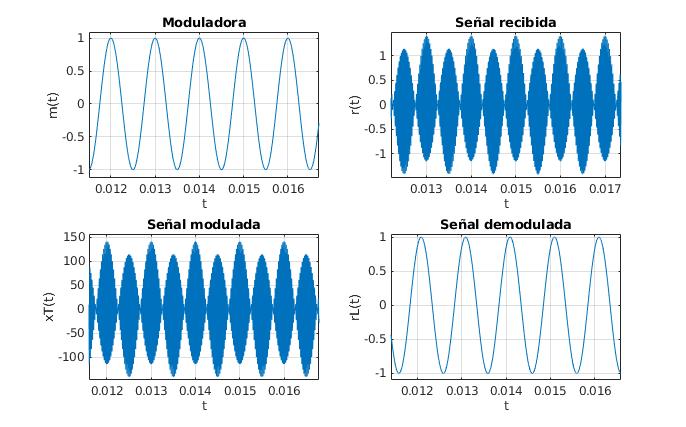 Moduladora
m(t)
1
0.5
0
-0.5
-1
0.012 0.013 0.014 0.015 0.016
t
Señal recibida
r(t)
1
0.5
0
-0.5
-1
0.013 0.014 0.015 0.016 0.017
t
Señal modulada
xT(t)
150
100
50
0
-50
-100
0.012 0.013 0.014 0.015 0.016
t
Señal demodulada
rL(t)
1
0.5
0
-0.5
-1
0.012 0.013 0.014 0.015 0.016
t